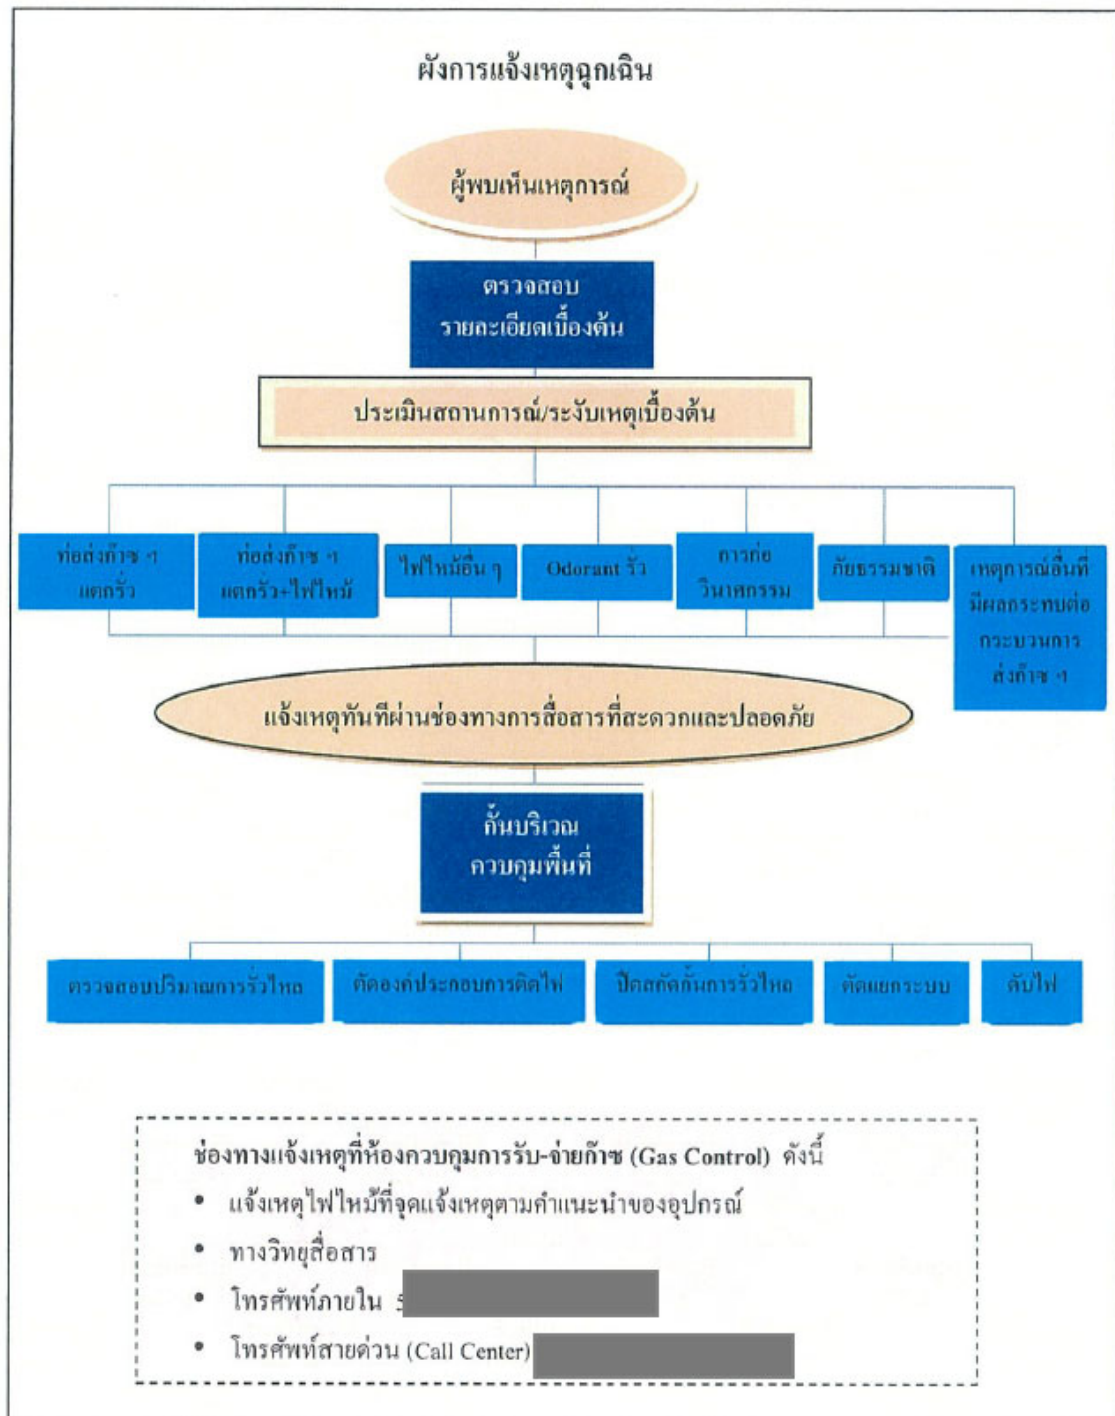 ผังการแจ้งเหตุฉุกเฉิน
ผู้พบเห็นเหตุการณ์
ตรวจสอบ
รายละเอียดเบื้องต้น
ประเมินสถานการณ์/ระงับเหตุเบื้องต้น
ท่อส่งก๊าซ ฯ
แตกรั่ว
ท่อส่งก๊าซ ฯ
แตกรั่ว+ไฟไหม้
ไฟไหม้อื่น ๆ
Odorant รั่ว
การก่อ
วินาศกรรม
ภัยธรรมชาติ
เหตุการณ์อื่นที่
มีผลกระทบต่อ
กระบวนการ
ส่งก๊าซ ฯ
แจ้งเหตุทันทีผ่านช่องทางการสื่อสารที่สะดวกและปลอดภัย
กั้นบริเวณ
ควบคุมพื้นที่
ตรวจสอบปริมาณการรั่วไหล
ตัดองค์ประกอบการติดไฟ
ปิดสกัดกั้นการรั่วไหล
ตัดแยกระบบ
ดับไฟ
ช่องทางแจ้งเหตุที่ห้องควบคุมการรับ-จ่ายก๊าซ (Gas Control) ดังนี้
• แจ้งเหตุไฟไหม้ที่จุดแจ้งเหตุตามคำแนะนำของอุปกรณ์
• ทางวิทยุสื่อสาร
• โทรศัพท์ภายใน 5
• โทรศัพท์สายด่วน (Call Center)